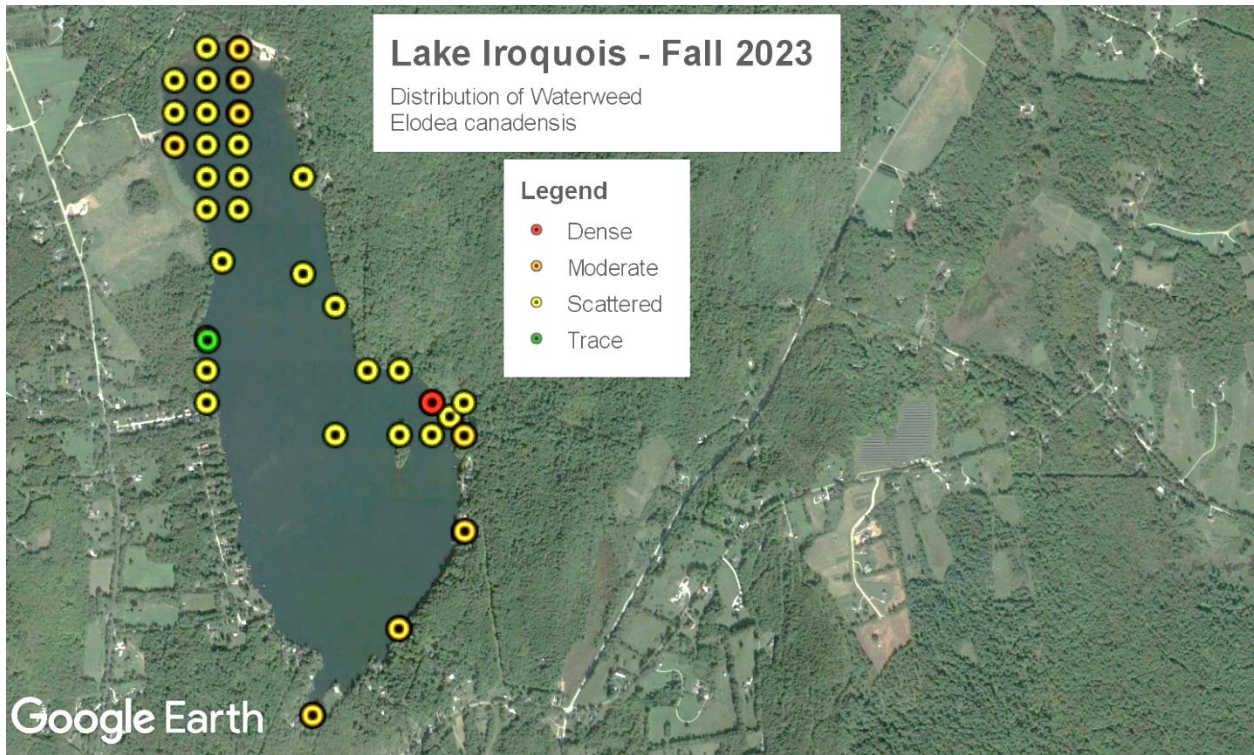 Lake Iroquois - Fall 2023
Distribution of Waterweed
Elodea canadensis
Legend
Dense
Moderate
Scattered
Trace
Google Earth